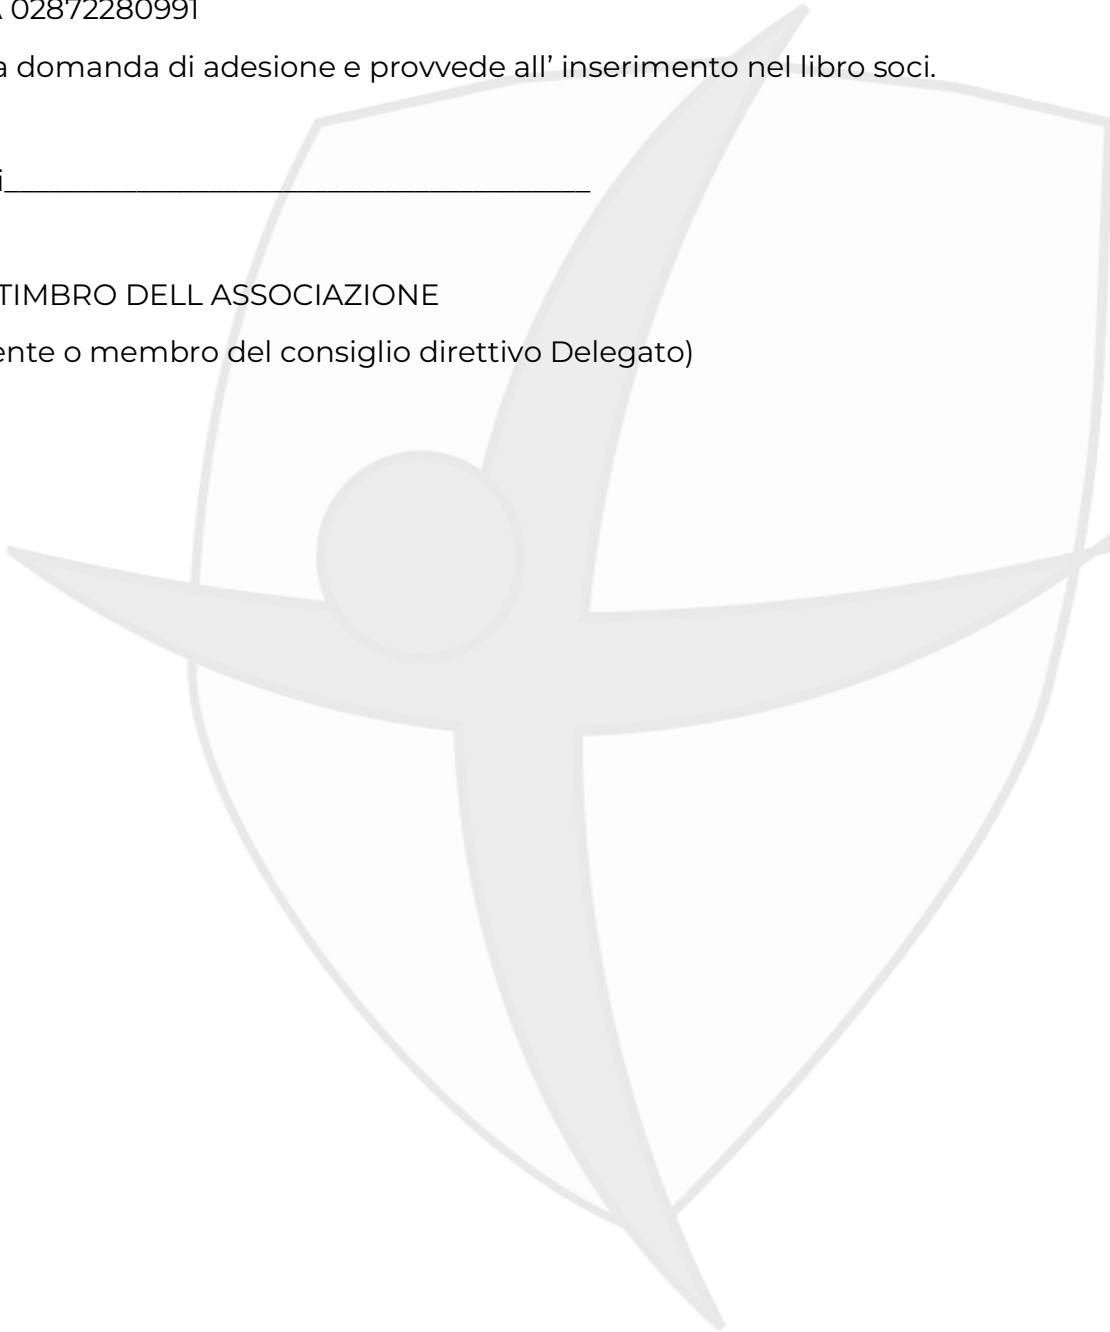 A 02872280991
a domanda di adesione e provvede all’ inserimento nel libro soci.
i_______________________________________
TIMBRO DELL ASSOCIAZIONE
ente o membro del consiglio direttivo Delegato)